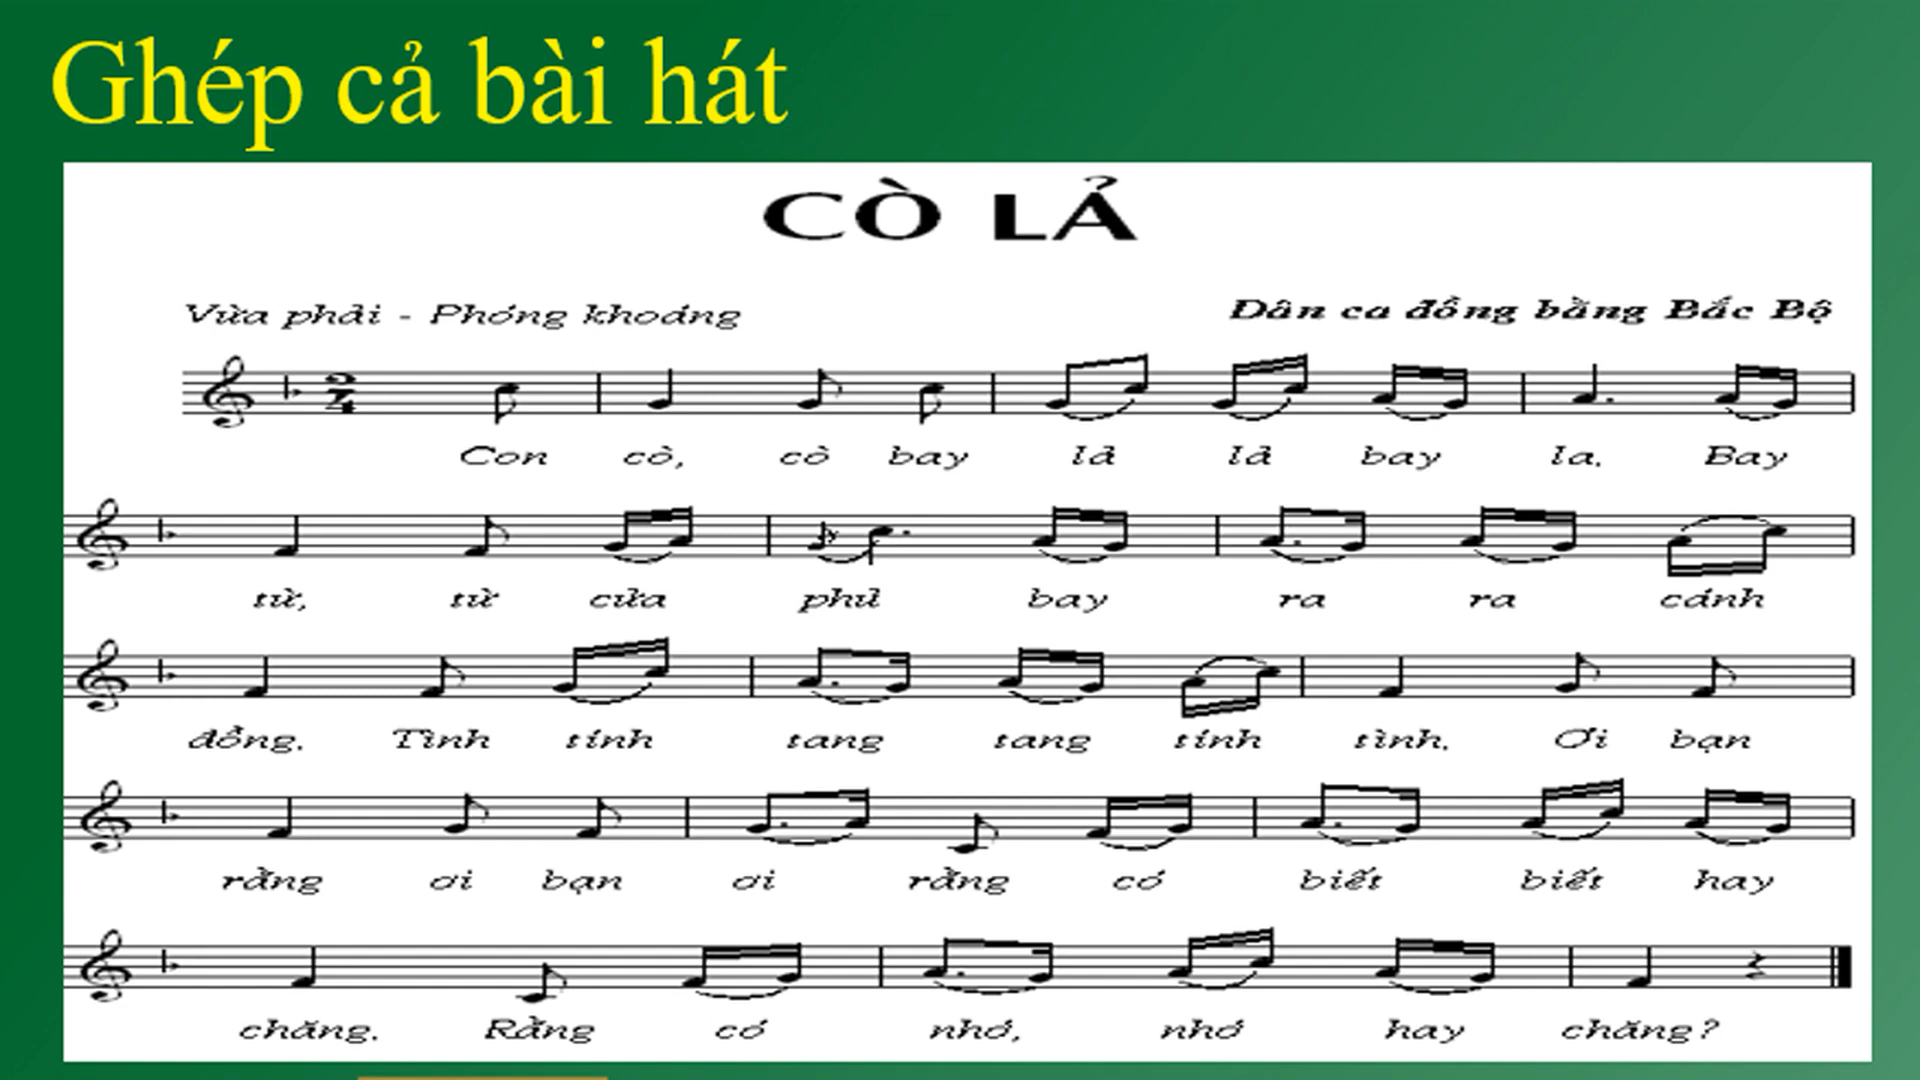 Ghép cả bài hát
CÒ LẢ
Vừa phải - Phóng khoáng
Dân ca đồng bằng Bắc Bộ
2
4
Con cò, cò bay lả lả bay la. Bay
từ, từ cửa phủ bay ra ra cánh
đồng. Tình tính tang tang tính tình. Ơi bạn
rằng ơi bạn ơi rằng có biết biết hay
chăng. Rằng có nhớ, nhớ hay chăng?